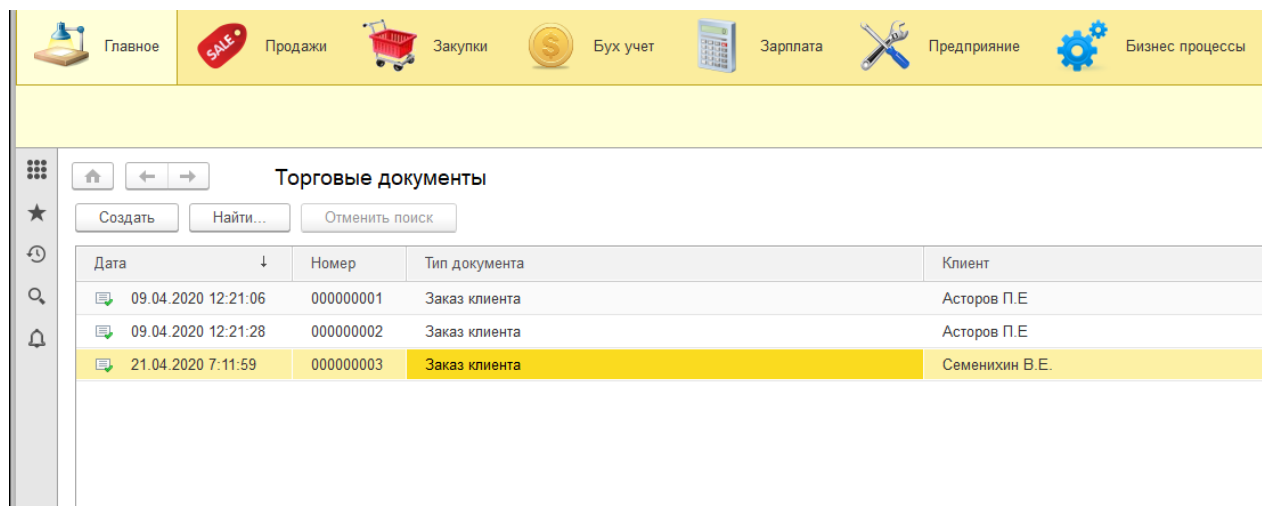 Главное SALE Продажи Закупки Бух учет Зарплата Предприяние Бизнес процессы
Торговые документы
Создать Найти... Отменить поиск
Дата ↓ Номер Тип документа Клиент
09.04.2020 12:21:06 000000001 Заказ клиента Асторов П.Е
09.04.2020 12:21:28 000000002 Заказ клиента Асторов П.Е
21.04.2020 7:11:59 000000003 Заказ клиента Семенихин В.Е.